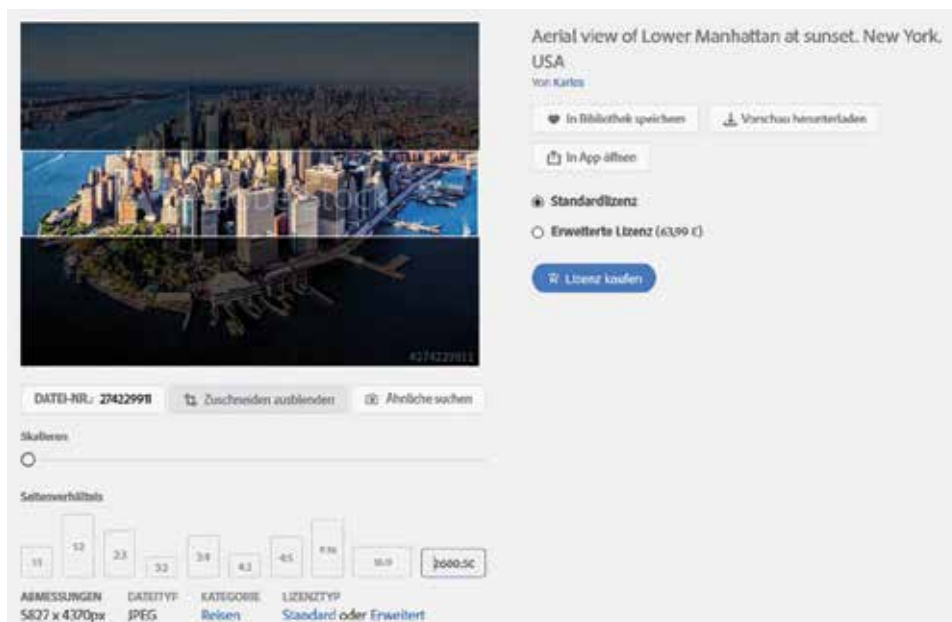 Aerial view of Lower Manhattan at sunset. New York,
USA
Von Karlos
In Bibliothek speichern
Vorschau herunterladen
In App öffnen
Standardlizenz
Erweiterte Lizenz (63,99 €)
Lizenz kaufen
Adobe Stock
#274229911
DATEI-NR.: 274229911
Zuschneiden ausblenden
Ähnliche suchen
Skalieren
Seitenverhältnis
1:1
1:2
2:3
3:2
3:4
4:3
4:5
9:16
16:9
ABMESSUNGEN DATEITYP KATEGORIE LIZENZTYP
5827 x 4370px JPEG Reisen Standard oder Erweitert